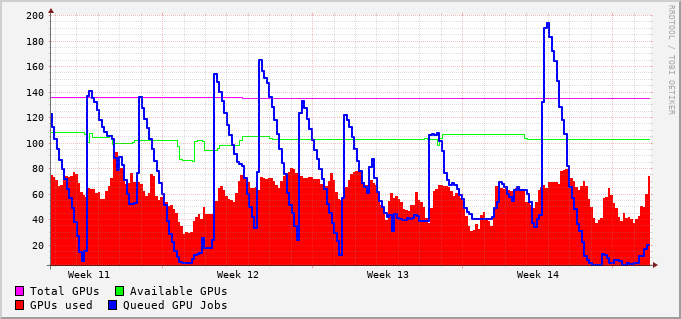 200
180
160
140
120
100
80
60
40
20
Week 11 Week 12 Week 13 Week 14
Total GPUs Available GPUs
GPUs used Queued GPU Jobs
RRDTOOL / TOBI OETIKER